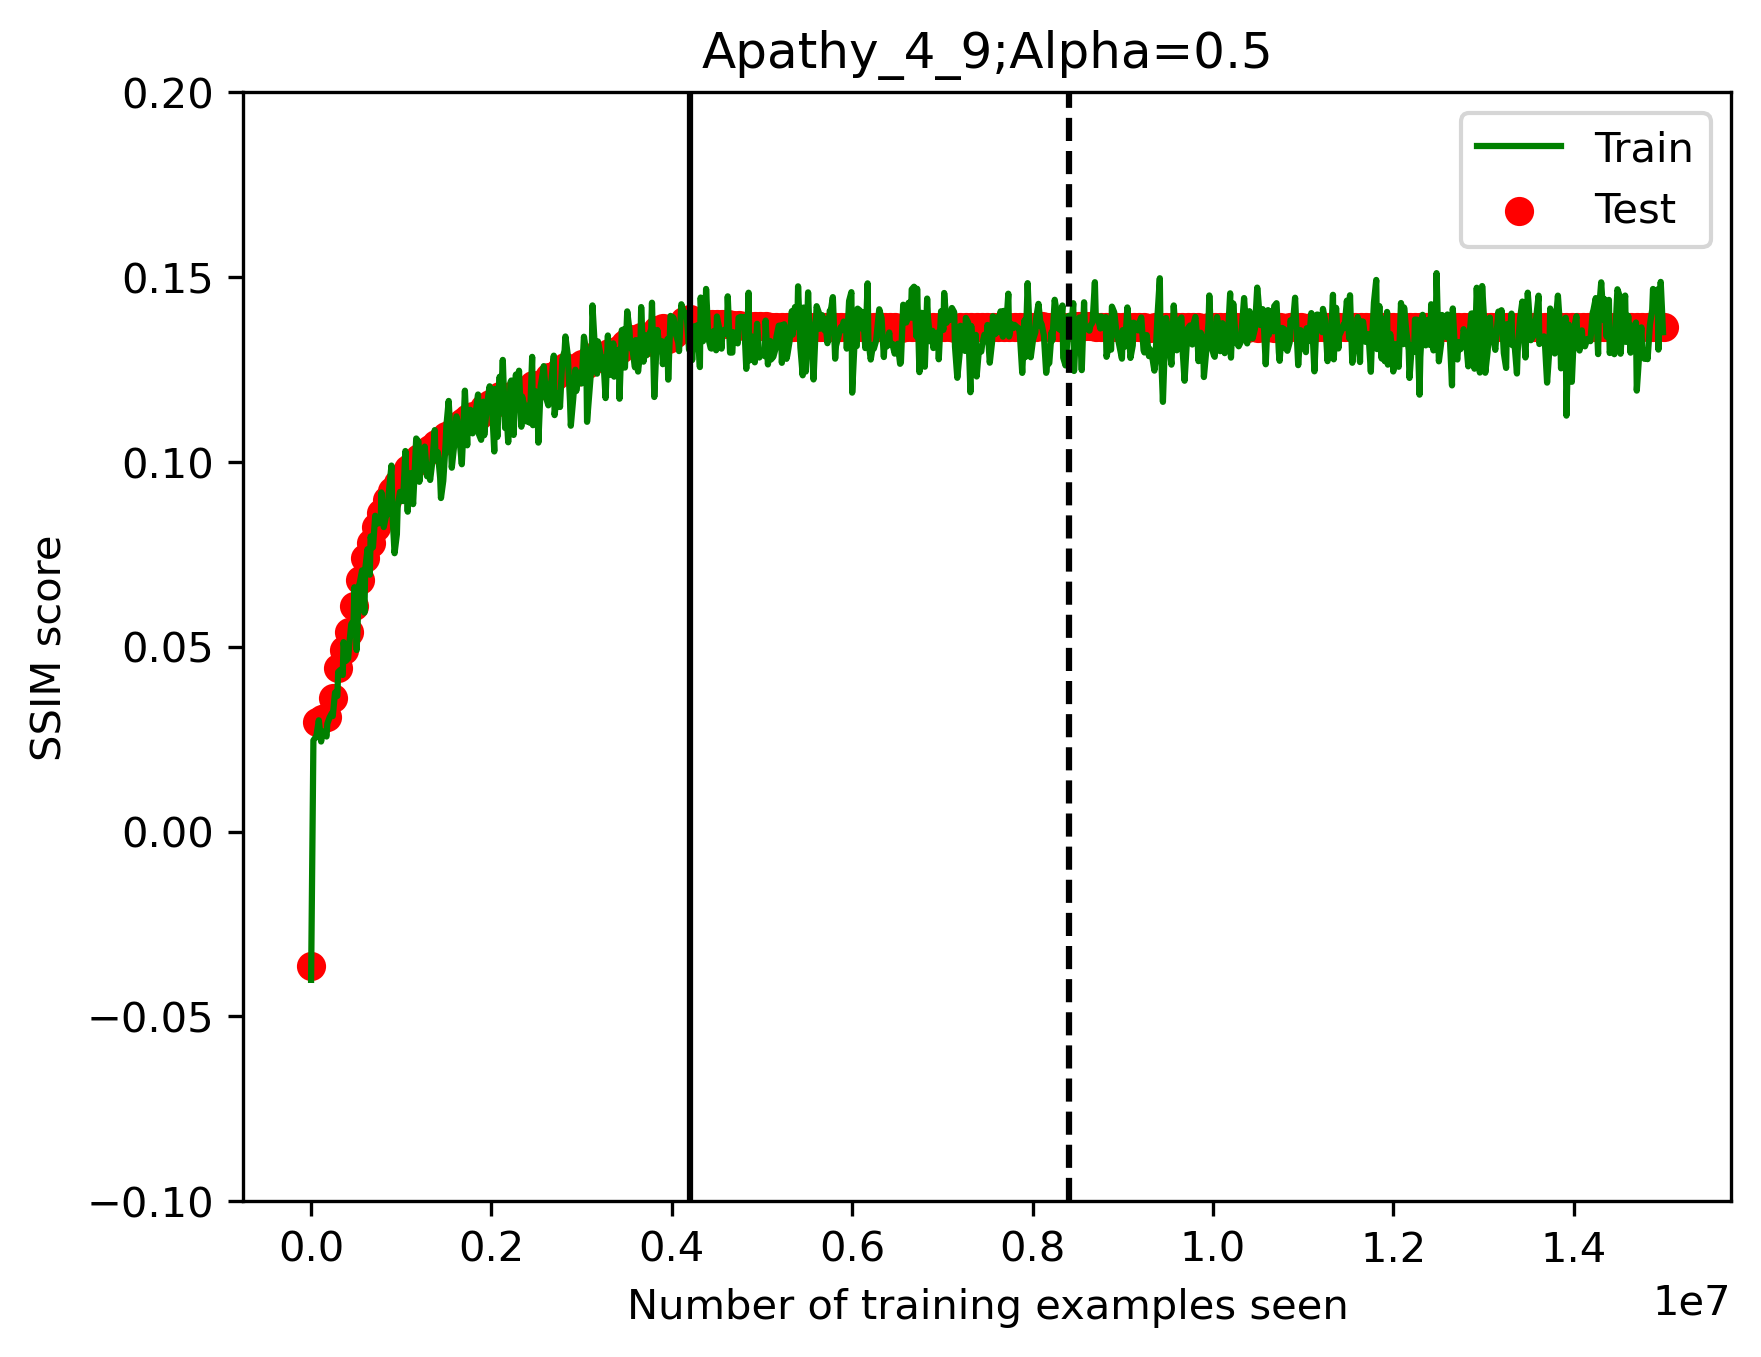 Apathy_4_9;Alpha=0.5
0.20
0.15
0.10
0.05
0.00
−0.05
−0.10
SSIM score
Train
Test
0.0 0.2 0.4 0.6 0.8 1.0 1.2 1.4
1e7
Number of training examples seen